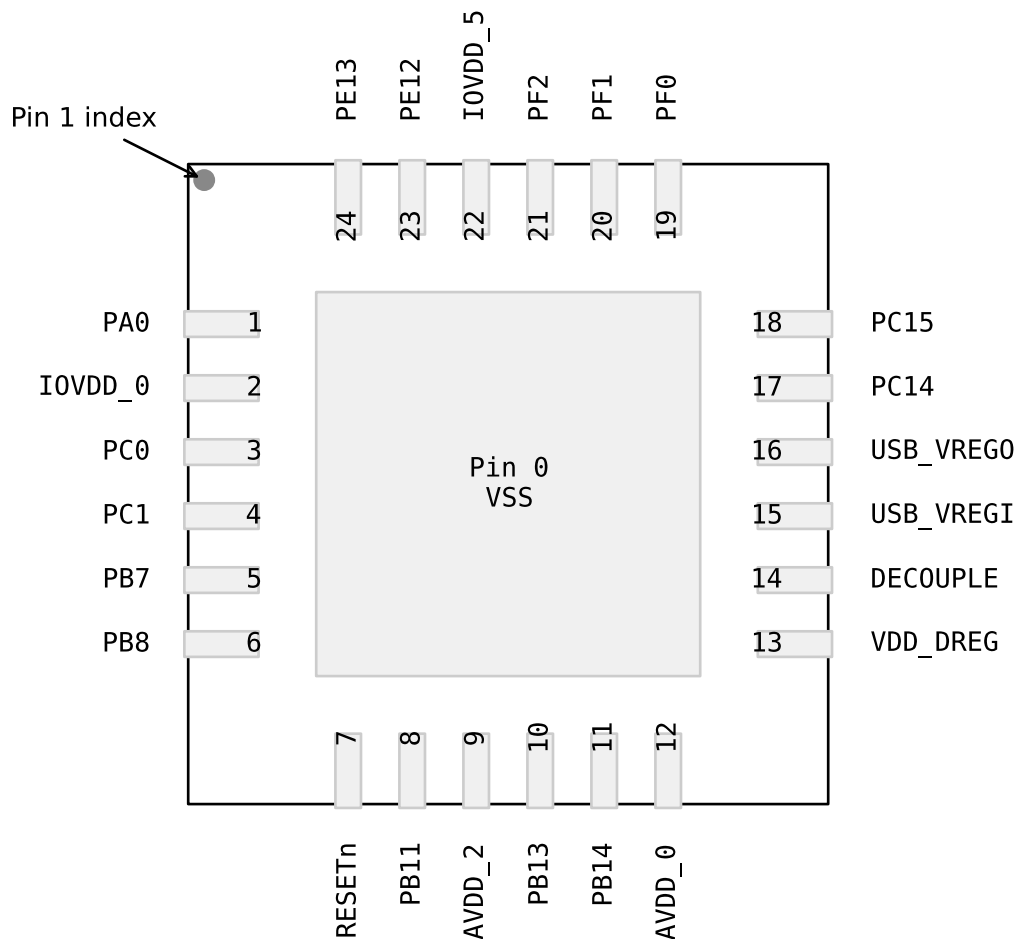 IOVDD_5
PE13
PE12
PF2
PF1
PF0
Pin 1 index
24
23
22
21
20
19
PA0
1
18
PC15
IOVDD_0
2
17
PC14
PC0
3
16
USB_VREGO
Pin 0
VSS
PC1
4
15
USB_VREGI
PB7
5
14
DECOUPLE
PB8
6
13
VDD_DREG
7
8
9
10
11
12
RESETn
PB11
AVDD_2
PB13
PB14
AVDD_0